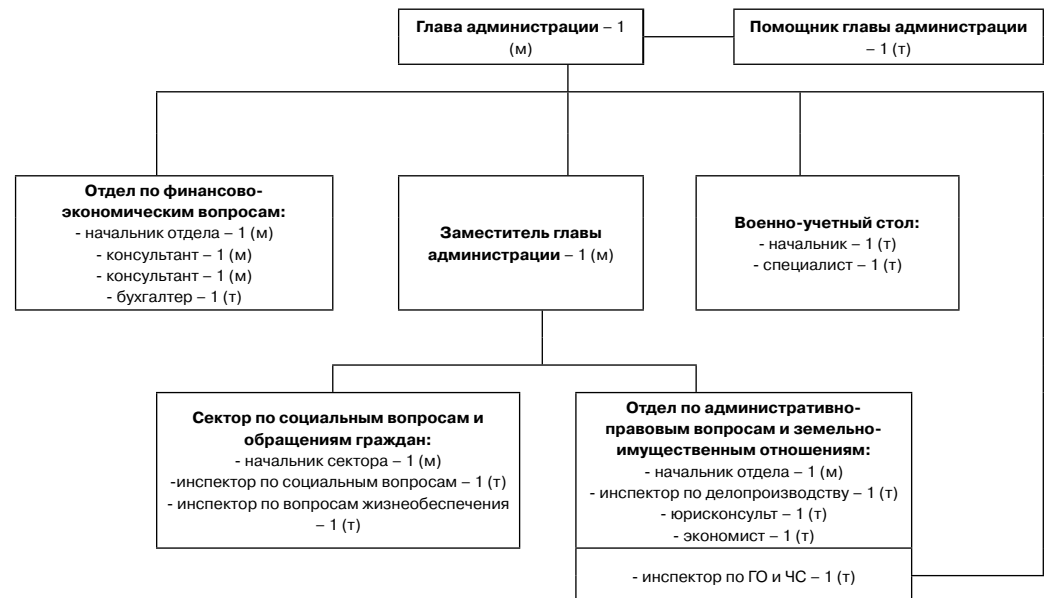 Глава администрации – 1
(м)
Помощник главы администрации
– 1 (т)
Отдел по финансово-
экономическим вопросам:
- начальник отдела – 1 (м)
- консультант – 1 (м)
- консультант – 1 (м)
- бухгалтер – 1 (т)
Заместитель главы
администрации – 1 (м)
Военно-учетный стол:
- начальник – 1 (т)
- специалист – 1 (т)
Сектор по социальным вопросам и
обращениям граждан:
- начальник сектора – 1 (м)
-инспектор по социальным вопросам – 1 (т)
- инспектор по вопросам жизнеобеспечения
– 1 (т)
Отдел по административно-
правовым вопросам и земельно-
имущественным отношениям:
- начальник отдела – 1 (м)
- инспектор по делопроизводству – 1 (т)
- юрисконсульт – 1 (т)
- экономист – 1 (т)
- инспектор по ГО и ЧС – 1 (т)